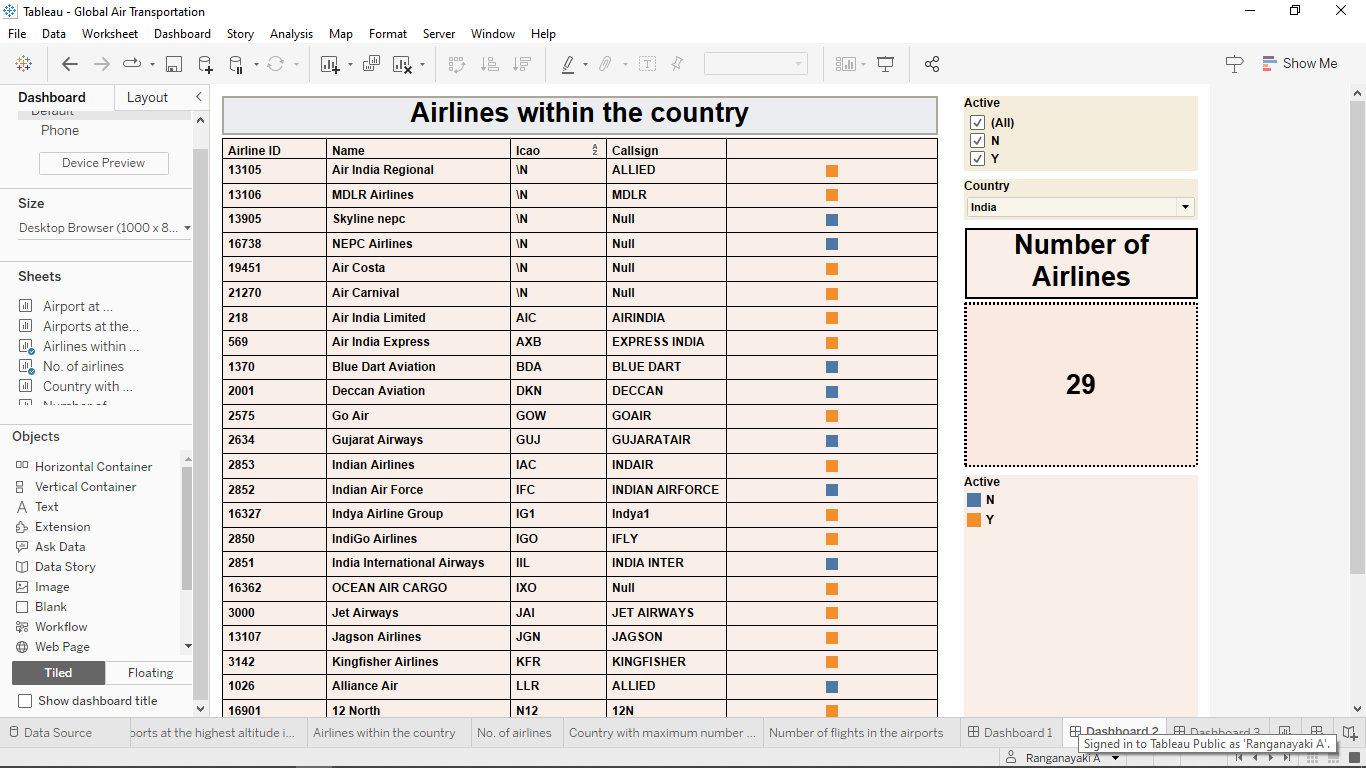 Tableau - Global Air Transportation
File Data Worksheet Dashboard Story Analysis Map Format Server Window Help
Show Me
Dashboard Layout
Default
Phone
Device Preview
Size
Desktop Browser (1000 x 8...
Sheets
Airport at ...
Airports at the...
Airlines within ...
No. of airlines
Country with ...
Number of
Objects
Horizontal Container
Vertical Container
Text
Extension
Ask Data
Data Story
Image
Blank
Workflow
Web Page
Tiled Floating
Show dashboard title
Airlines within the country
Airline ID Name Icao Callsign
13105 Air India Regional \N ALLIED
13106 MDLR Airlines \N MDLR
13905 Skyline nepc \N Null
16738 NEPC Airlines \N Null
19451 Air Costa \N Null
21270 Air Carnival \N Null
218 Air India Limited AIC AIRINDIA
569 Air India Express AXB EXPRESS INDIA
1370 Blue Dart Aviation BDA BLUE DART
2001 Deccan Aviation DKN DECCAN
2575 Go Air GOW GOAIR
2634 Gujarat Airways GUJ GUJARATAIR
2853 Indian Airlines IAC INDAIR
2852 Indian Air Force IFC INDIAN AIRFORCE
16327 Indya Airline Group IG1 Indya1
2850 IndiGo Airlines IGO IFLY
2851 India International Airways IIL INDIA INTER
16362 OCEAN AIR CARGO IXO Null
3000 Jet Airways JAI JET AIRWAYS
13107 Jagson Airlines JGN JAGSON
3142 Kingfisher Airlines KFR KINGFISHER
1026 Alliance Air LLR ALLIED
16901 12 North N12 12N
Active
(All)
N
Y
Country
India
Number of
Airlines
29
Active
N
Y
Data Source ports at the highest altitude i... Airlines within the country No. of airlines Country with maximum number ... Number of flights in the airports Dashboard 1 Dashboard 2 Dashboard 3
Signed in to Tableau Public as 'Ranganayaki A'.
Ranganayaki A